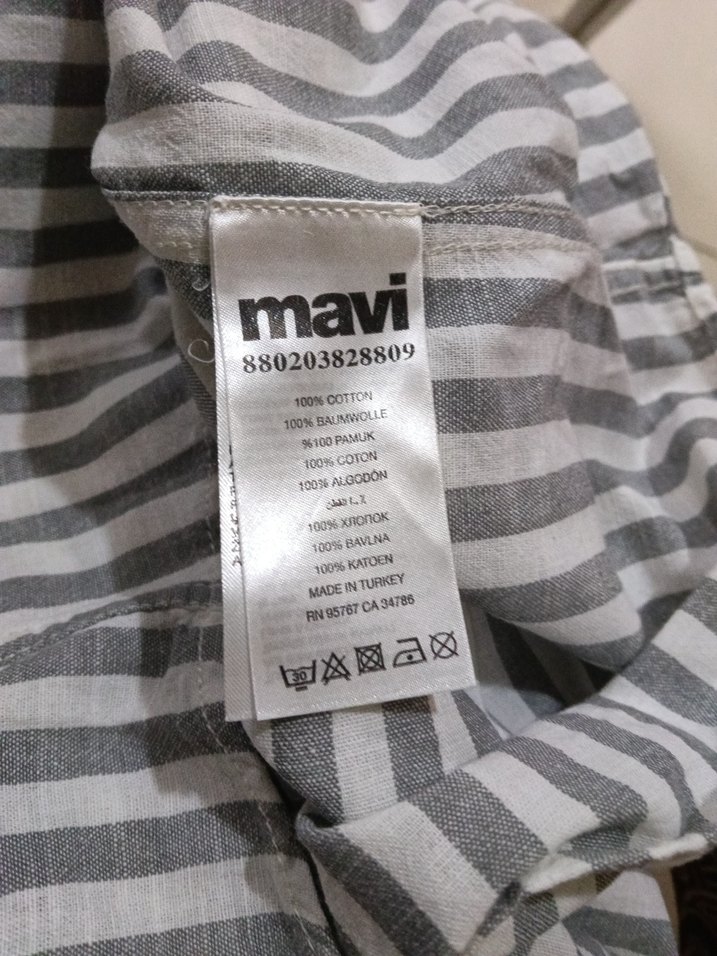 mavi
880203828809
100% COTTON
100% BAUMWOLLE
%100 PAMUK
100% COTON
100% ALGODÓN
100% ХЛОПОК
100% BAVLNA
100% KATOEN
MADE IN TURKEY
RN 95767 CA 34786
30